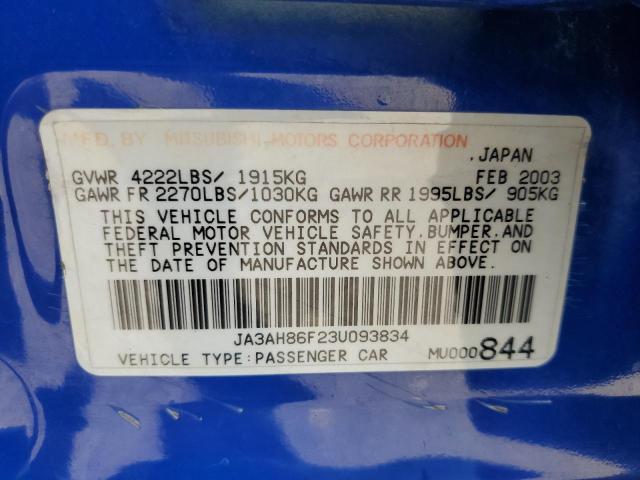 MFD. BY MITSUBISHI MOTORS CORPORATION
.JAPAN
GVWR 4222LBS/ 1915KG FEB 2003
GAWR FR 2270LBS/1030KG GAWR RR 1995LBS/ 905KG
THIS VEHICLE CONFORMS TO ALL APPLICABLE
FEDERAL MOTOR VEHICLE SAFETY.BUMPER.AND
THEFT PREVENTION STANDARDS IN EFFECT ON
THE DATE OF MANUFACTURE SHOWN ABOVE.
JA3AH86F23U093834
VEHICLE TYPE:PASSENGER CAR MU000844